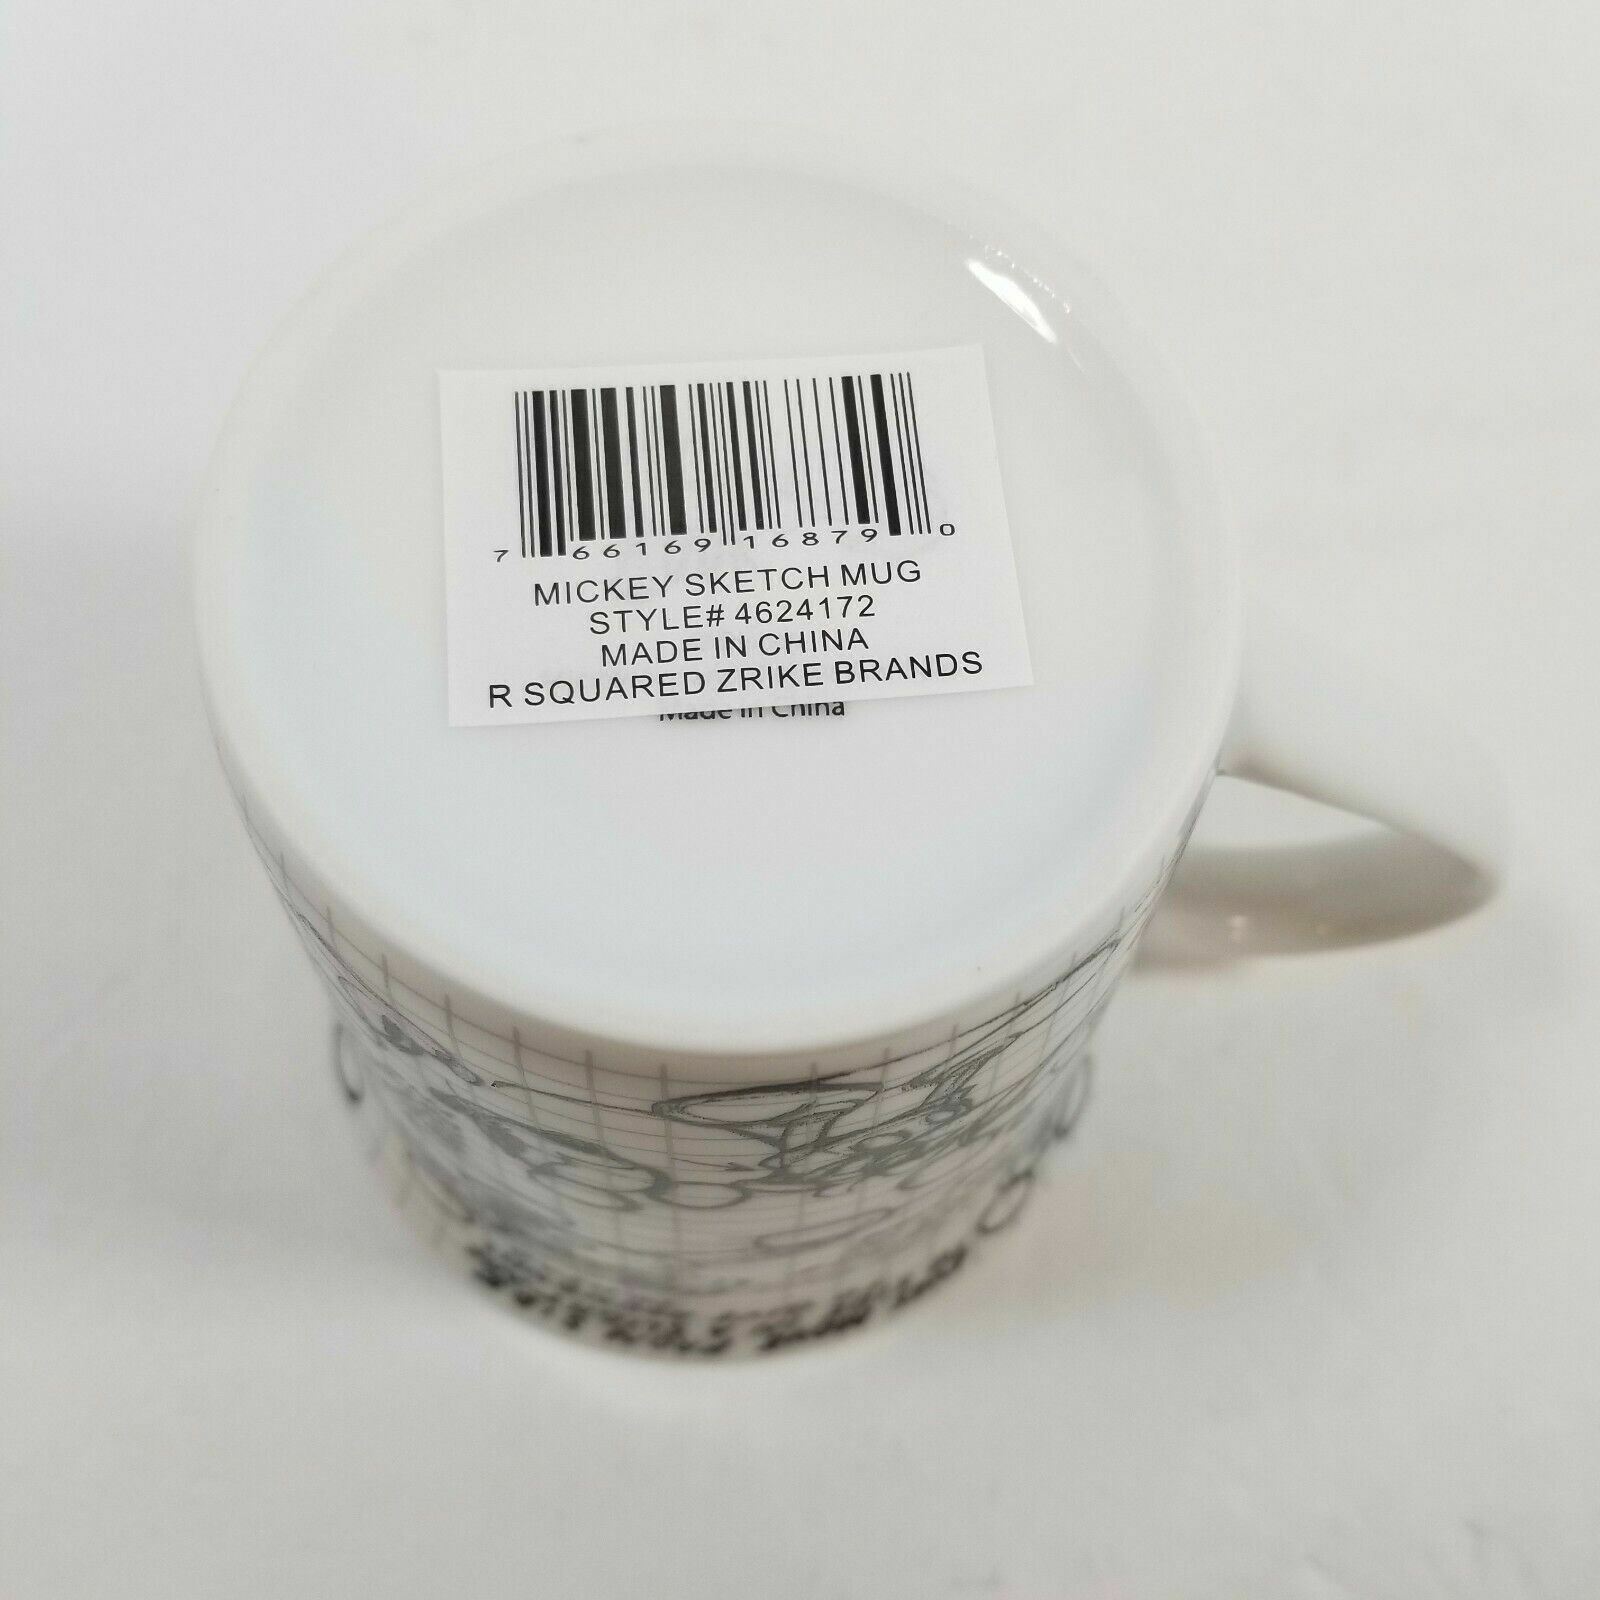 7 66169 16879 0
MICKEY SKETCH MUG
STYLE# 4624172
MADE IN CHINA
R SQUARED ZRIKE BRANDS
Made in China